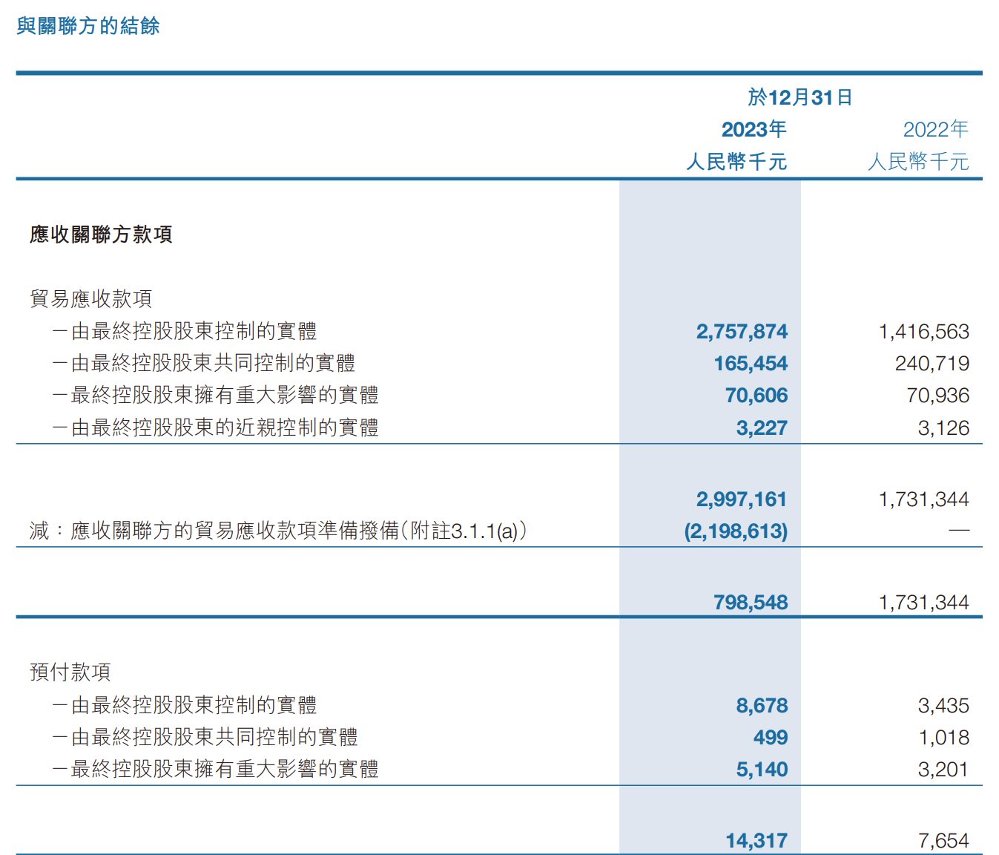 與關聯方的結餘
於12月31日
2023年 2022年
人民幣千元 人民幣千元
應收關聯方款項
貿易應收款項
－由最終控股股東控制的實體 2,757,874 1,416,563
－由最終控股股東共同控制的實體 165,454 240,719
－最終控股股東擁有重大影響的實體 70,606 70,936
－由最終控股股東的近親控制的實體 3,227 3,126
2,997,161 1,731,344
減：應收關聯方的貿易應收款項準備撥備（附註3.1.1(a)） (2,198,613) —
798,548 1,731,344
預付款項
－由最終控股股東控制的實體 8,678 3,435
－由最終控股股東共同控制的實體 499 1,018
－最終控股股東擁有重大影響的實體 5,140 3,201
14,317 7,654